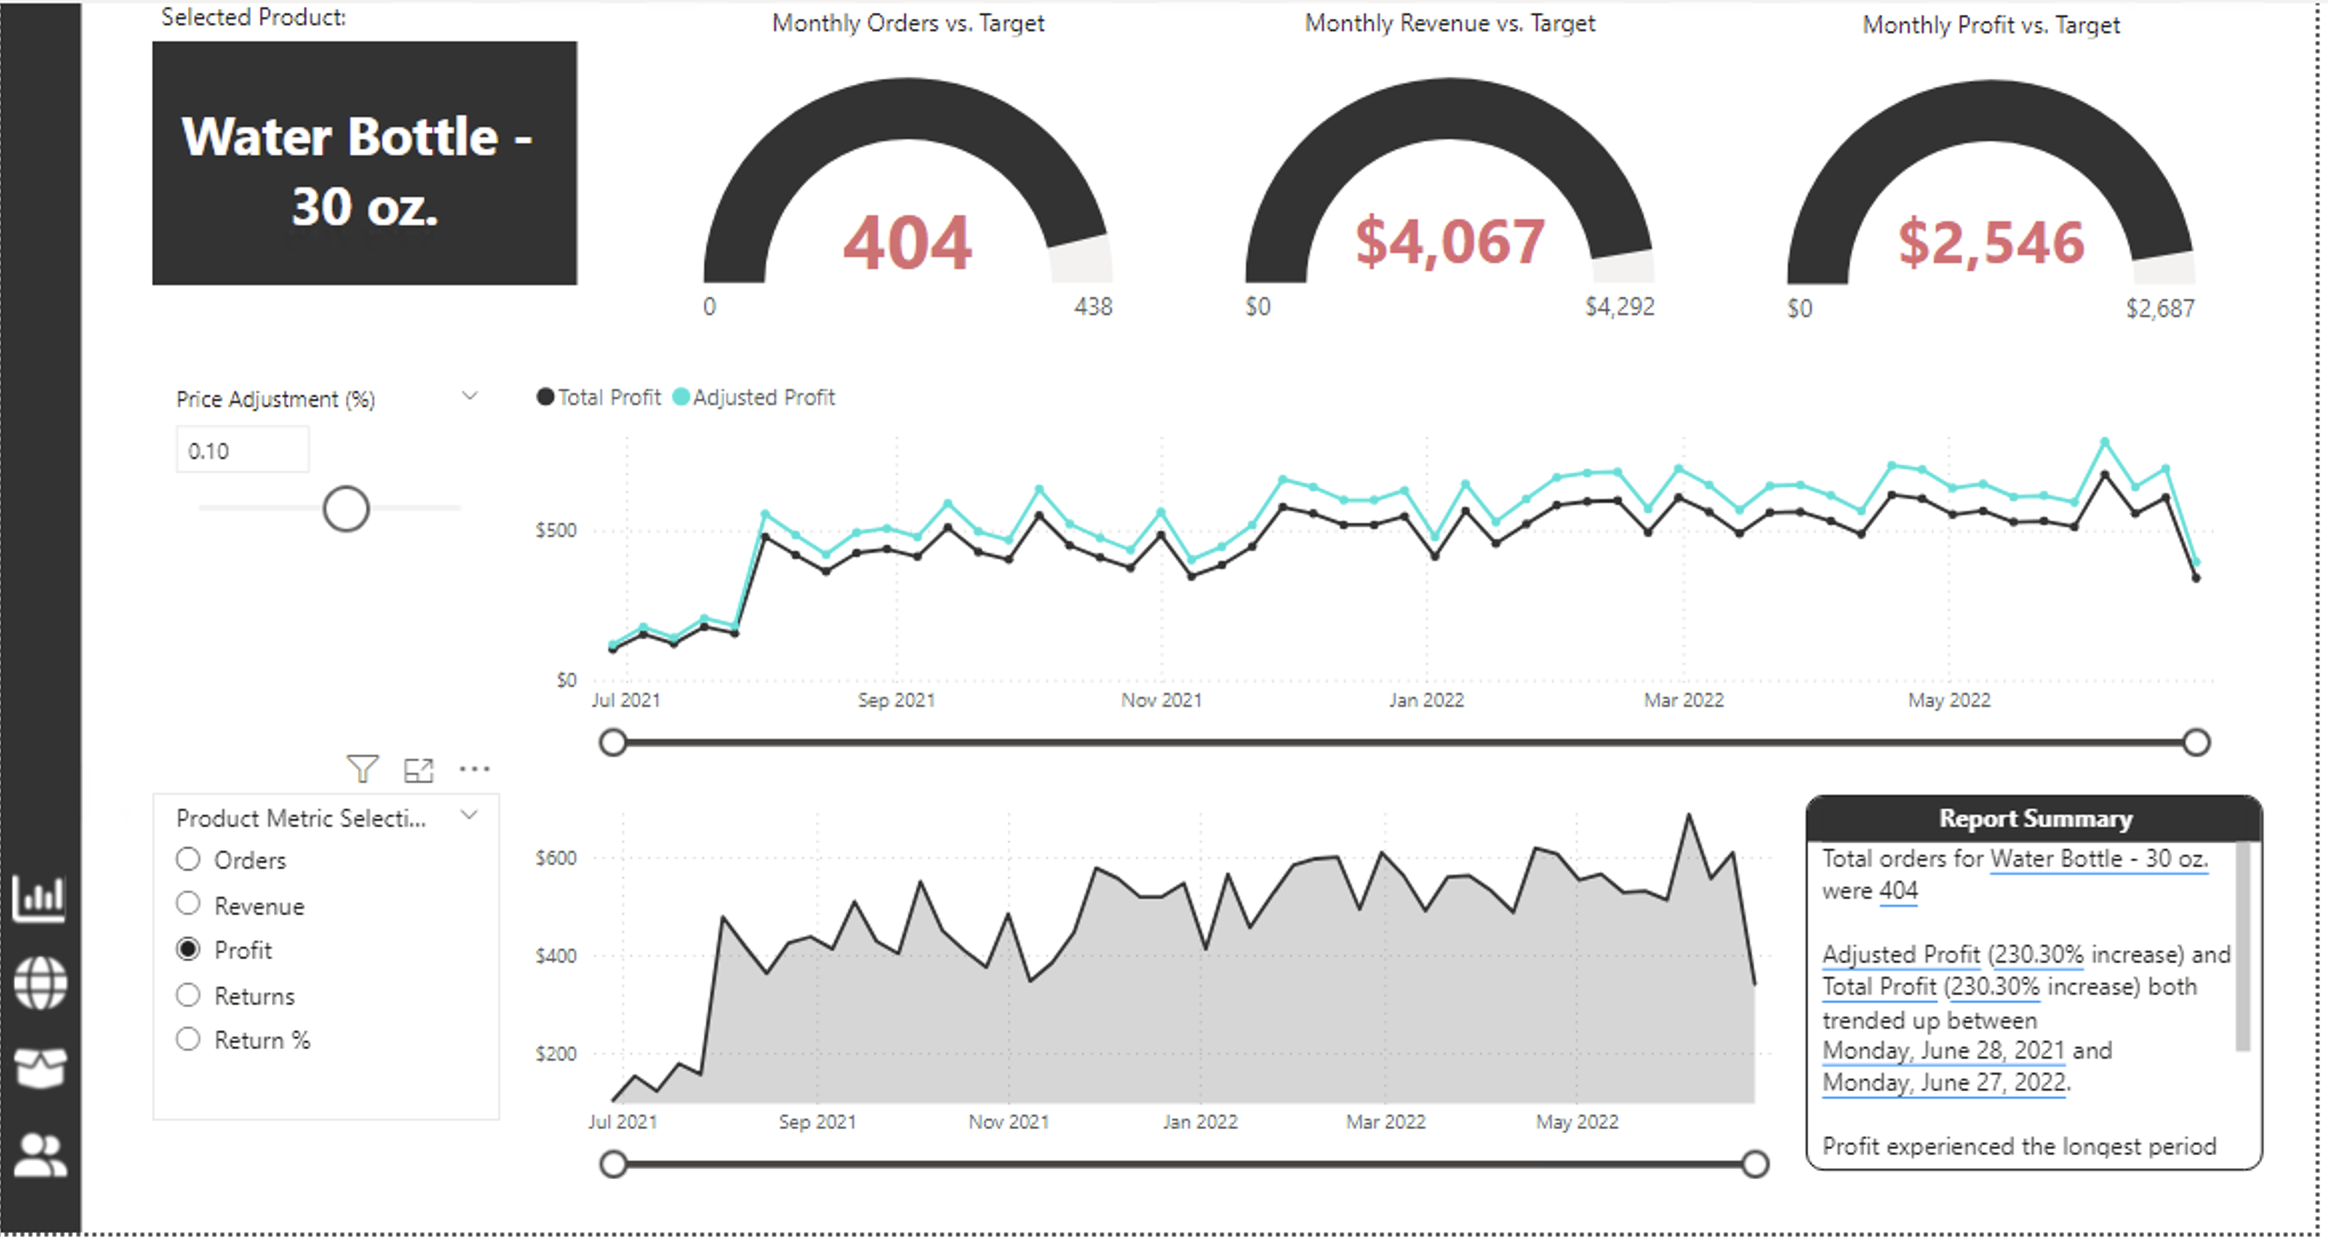 Selected Product:
Water Bottle -
30 oz.
Monthly Orders vs. Target
404
0
438
Monthly Revenue vs. Target
$4,067
$0
$4,292
Monthly Profit vs. Target
$2,546
$0
$2,687
Price Adjustment (%)
0.10
Total Profit
Adjusted Profit
$500
$0
Jul 2021
Sep 2021
Nov 2021
Jan 2022
Mar 2022
May 2022
Product Metric Selecti...
Orders
Revenue
Profit
Returns
Return %
$600
$400
$200
Jul 2021
Sep 2021
Nov 2021
Jan 2022
Mar 2022
May 2022
Report Summary
Total orders for Water Bottle - 30 oz.
were 404
Adjusted Profit (230.30% increase) and
Total Profit (230.30% increase) both
trended up between
Monday, June 28, 2021 and
Monday, June 27, 2022.
Profit experienced the longest period